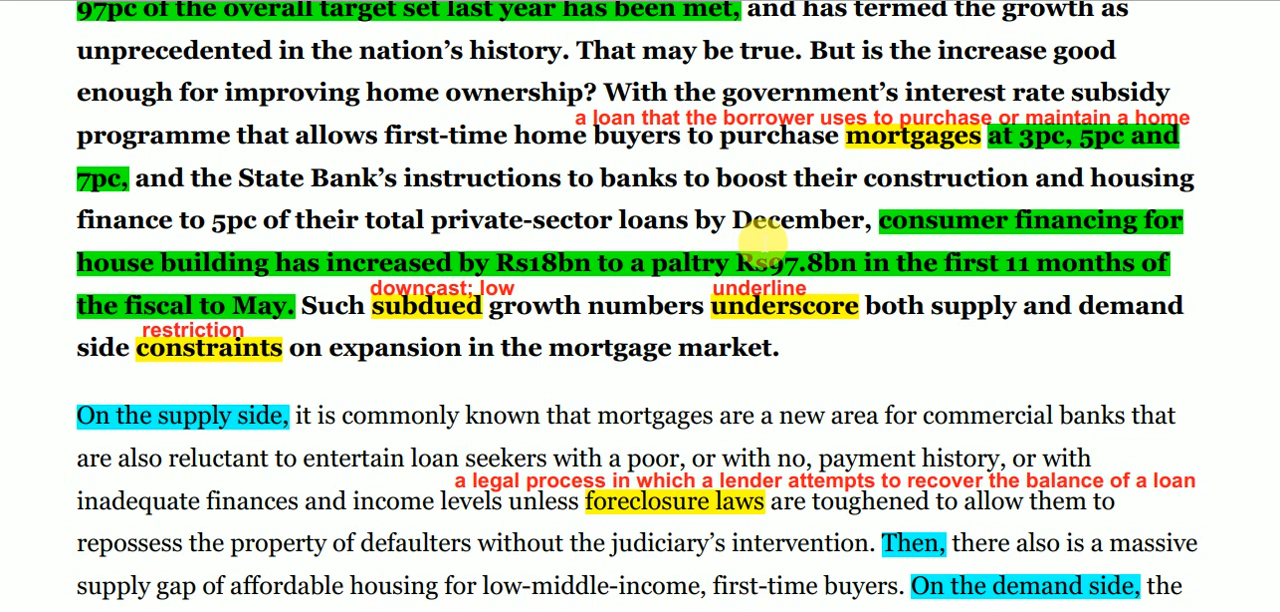 97pc of the overall target set last year has been met, and has termed the growth as
unprecedented in the nation’s history. That may be true. But is the increase good
enough for improving home ownership? With the government’s interest rate subsidy
a loan that the borrower uses to purchase or maintain a home
programme that allows first-time home buyers to purchase mortgages at 3pc, 5pc and
7pc, and the State Bank’s instructions to banks to boost their construction and housing
finance to 5pc of their total private-sector loans by December, consumer financing for
house building has increased by Rs18bn to a paltry Rs97.8bn in the first 11 months of
downcast; low underline
the fiscal to May. Such subdued growth numbers underscore both supply and demand
restriction
side constraints on expansion in the mortgage market.
On the supply side, it is commonly known that mortgages are a new area for commercial banks that
are also reluctant to entertain loan seekers with a poor, or with no, payment history, or with
a legal process in which a lender attempts to recover the balance of a loan
inadequate finances and income levels unless foreclosure laws are toughened to allow them to
repossess the property of defaulters without the judiciary’s intervention. Then, there also is a massive
supply gap of affordable housing for low-middle-income, first-time buyers. On the demand side, the